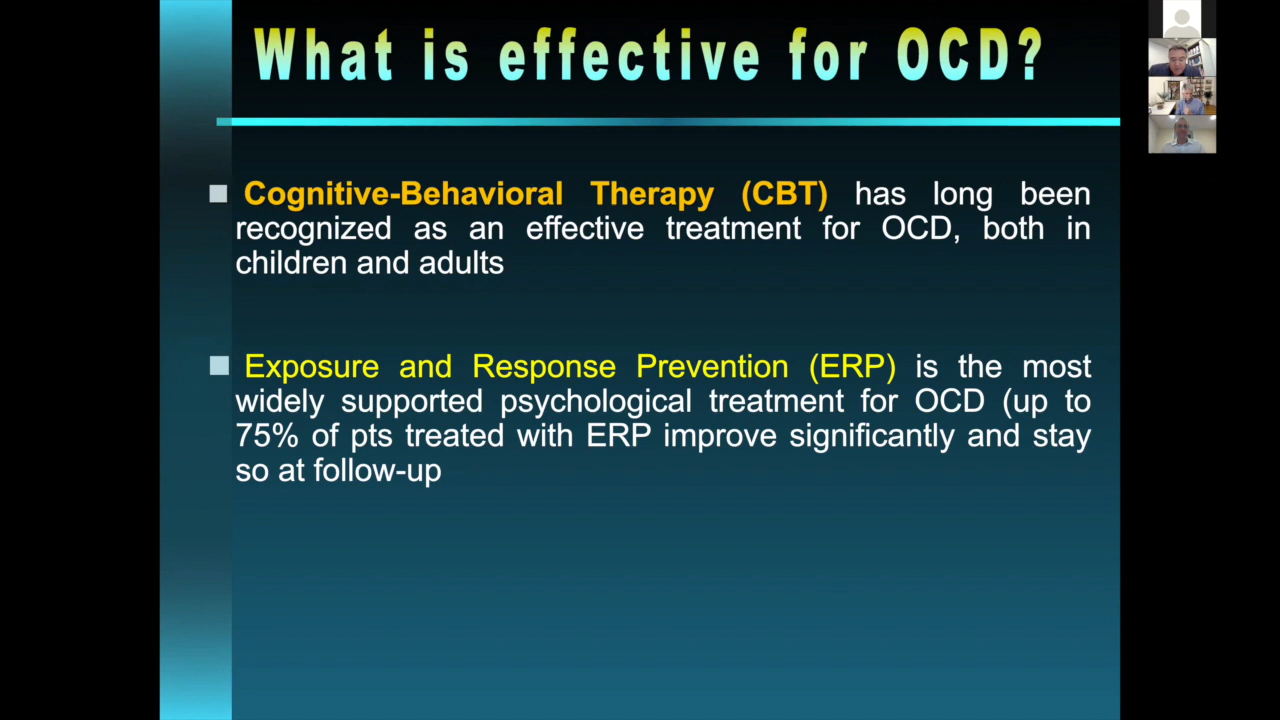 What is effective for OCD?
Cognitive-Behavioral Therapy (CBT) has long been
recognized as an effective treatment for OCD, both in
children and adults
Exposure and Response Prevention (ERP) is the most
widely supported psychological treatment for OCD (up to
75% of pts treated with ERP improve significantly and stay
so at follow-up